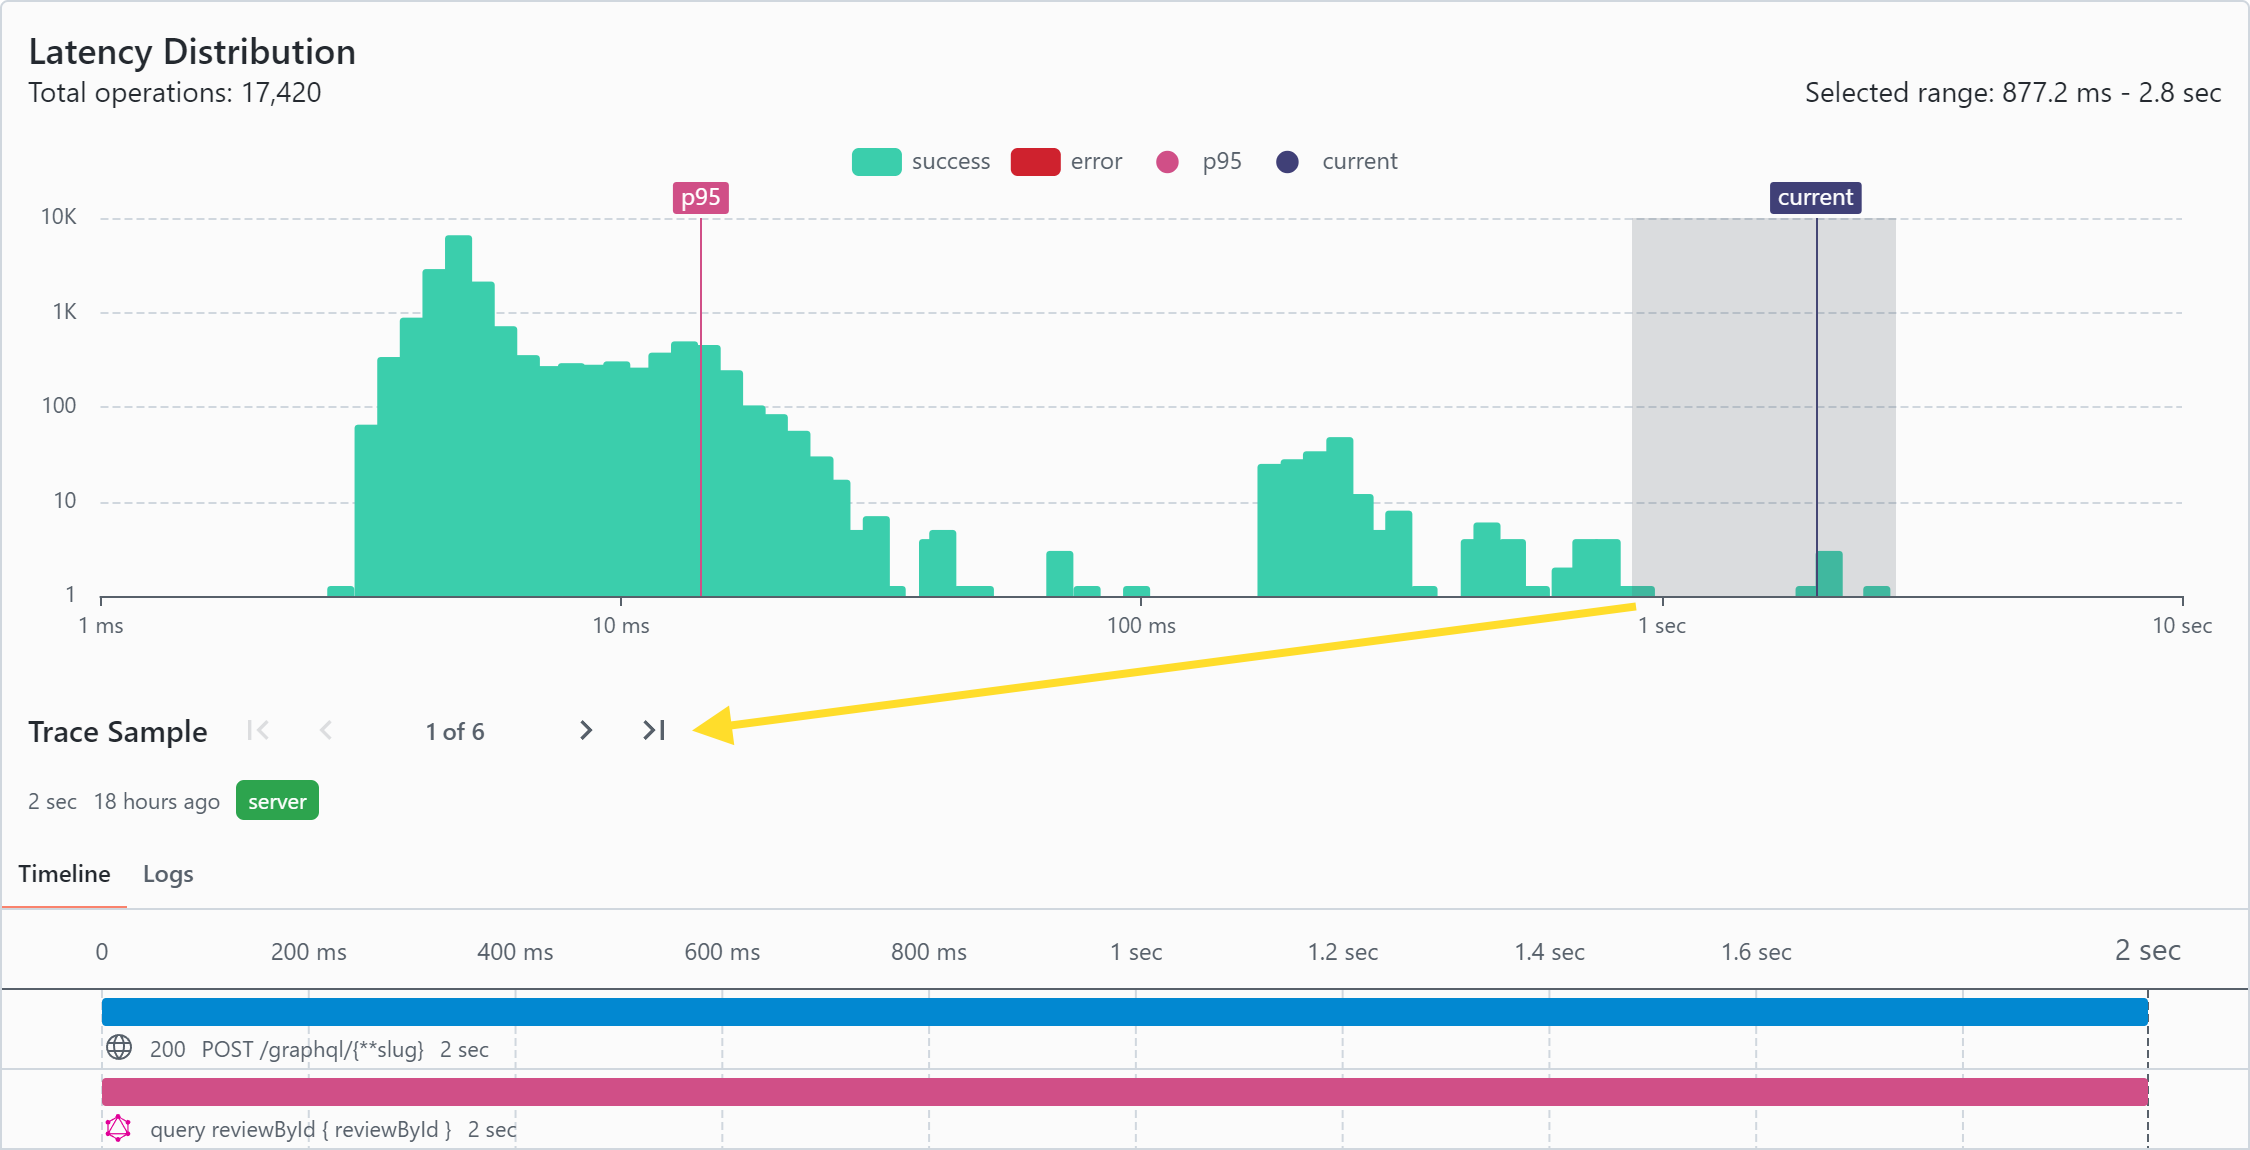 Latency Distribution
Total operations: 17,420
Selected range: 877.2 ms - 2.8 sec
success error p95 current
p95
current
10K
1K
100
10
1
1 ms 10 ms 100 ms 1 sec 10 sec
Trace Sample 1 of 6
2 sec 18 hours ago server
Timeline Logs
0 200 ms 400 ms 600 ms 800 ms 1 sec 1.2 sec 1.4 sec 1.6 sec 2 sec
200 POST /graphql/{**slug} 2 sec
query reviewById { reviewById } 2 sec